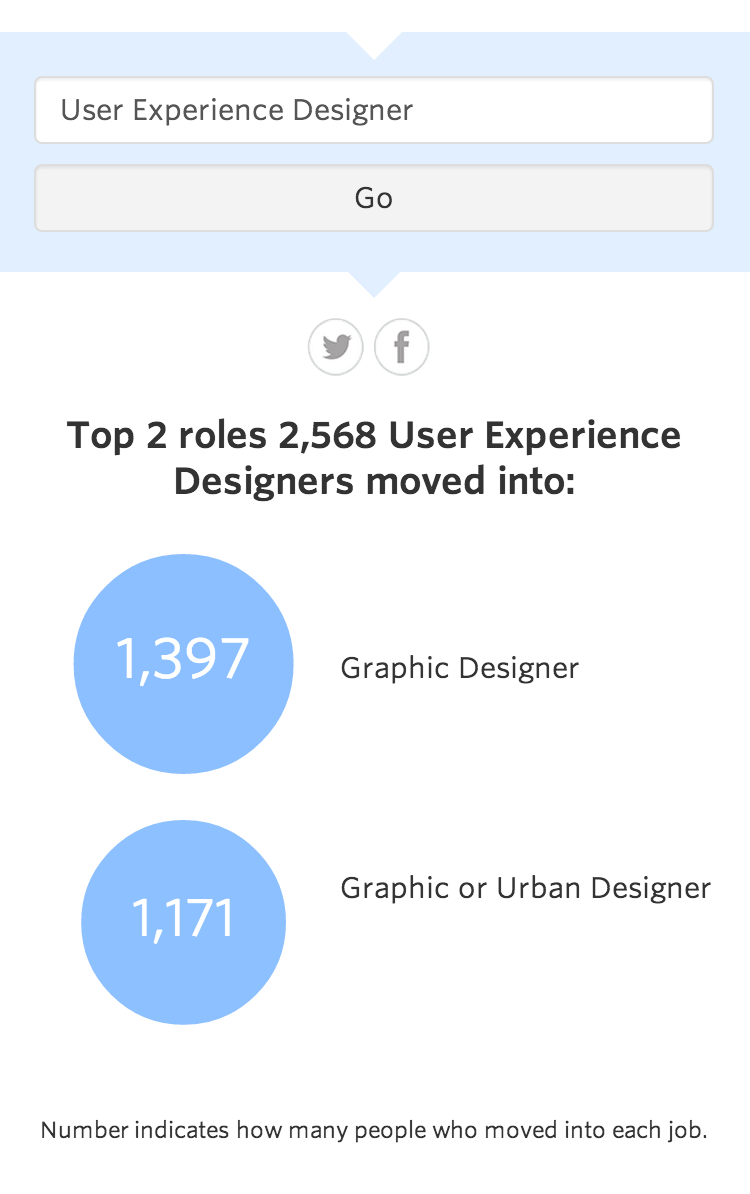 User Experience Designer
Go
Top 2 roles 2,568 User Experience
Designers moved into:
1,397
Graphic Designer
1,171
Graphic or Urban Designer
Number indicates how many people who moved into each job.